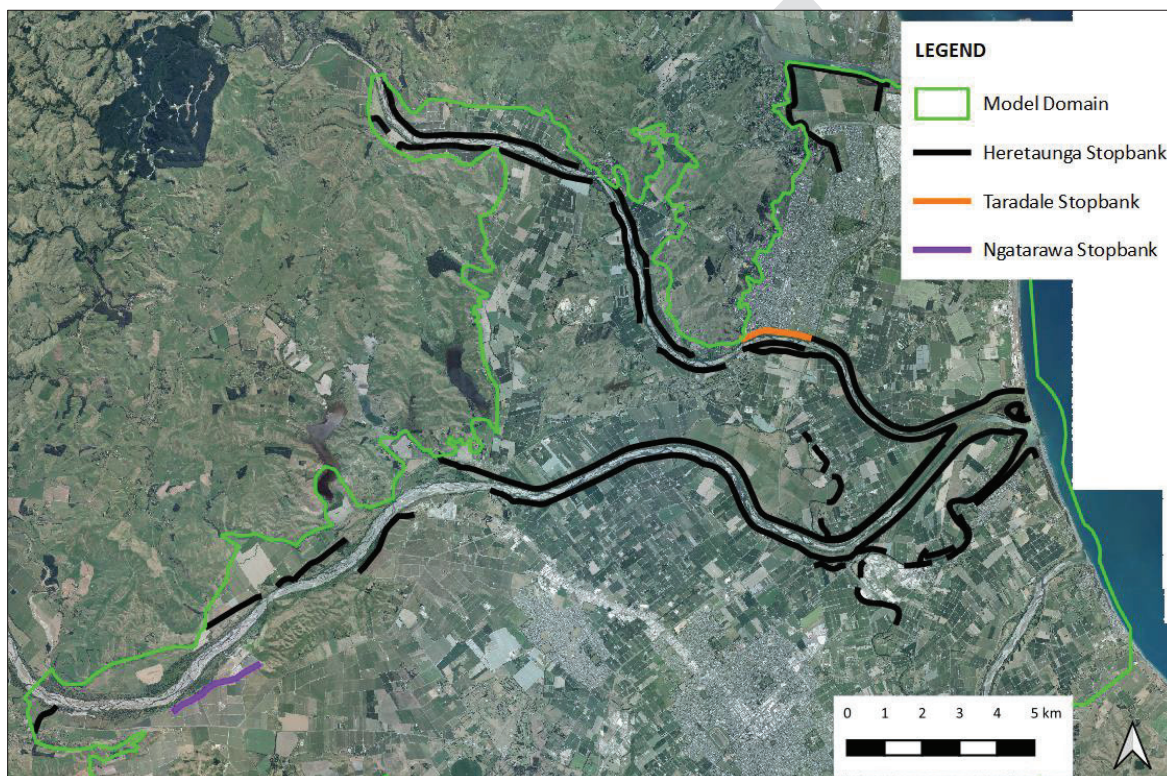 LEGEND
Model Domain
Heretaunga Stopbank
Taradale Stopbank
Ngatarawa Stopbank
0 1 2 3 4 5 km